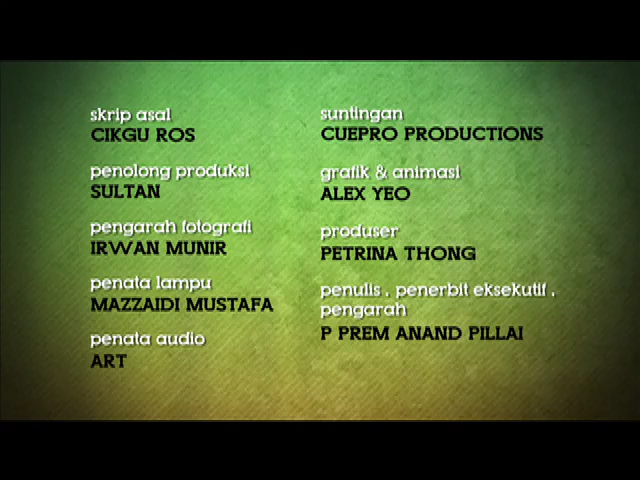 skrip asal
CIKGU ROS
penolong produksi
SULTAN
pengarah fotografi
IRWAN MUNIR
penata lampu
MAZZAIDI MUSTAFA
penata audio
ART
suntingan
CUEPRO PRODUCTIONS
grafik & animasi
ALEX YEO
produser
PETRINA THONG
penulis , penerbit eksekutif ,
pengarah
P PREM ANAND PILLAI